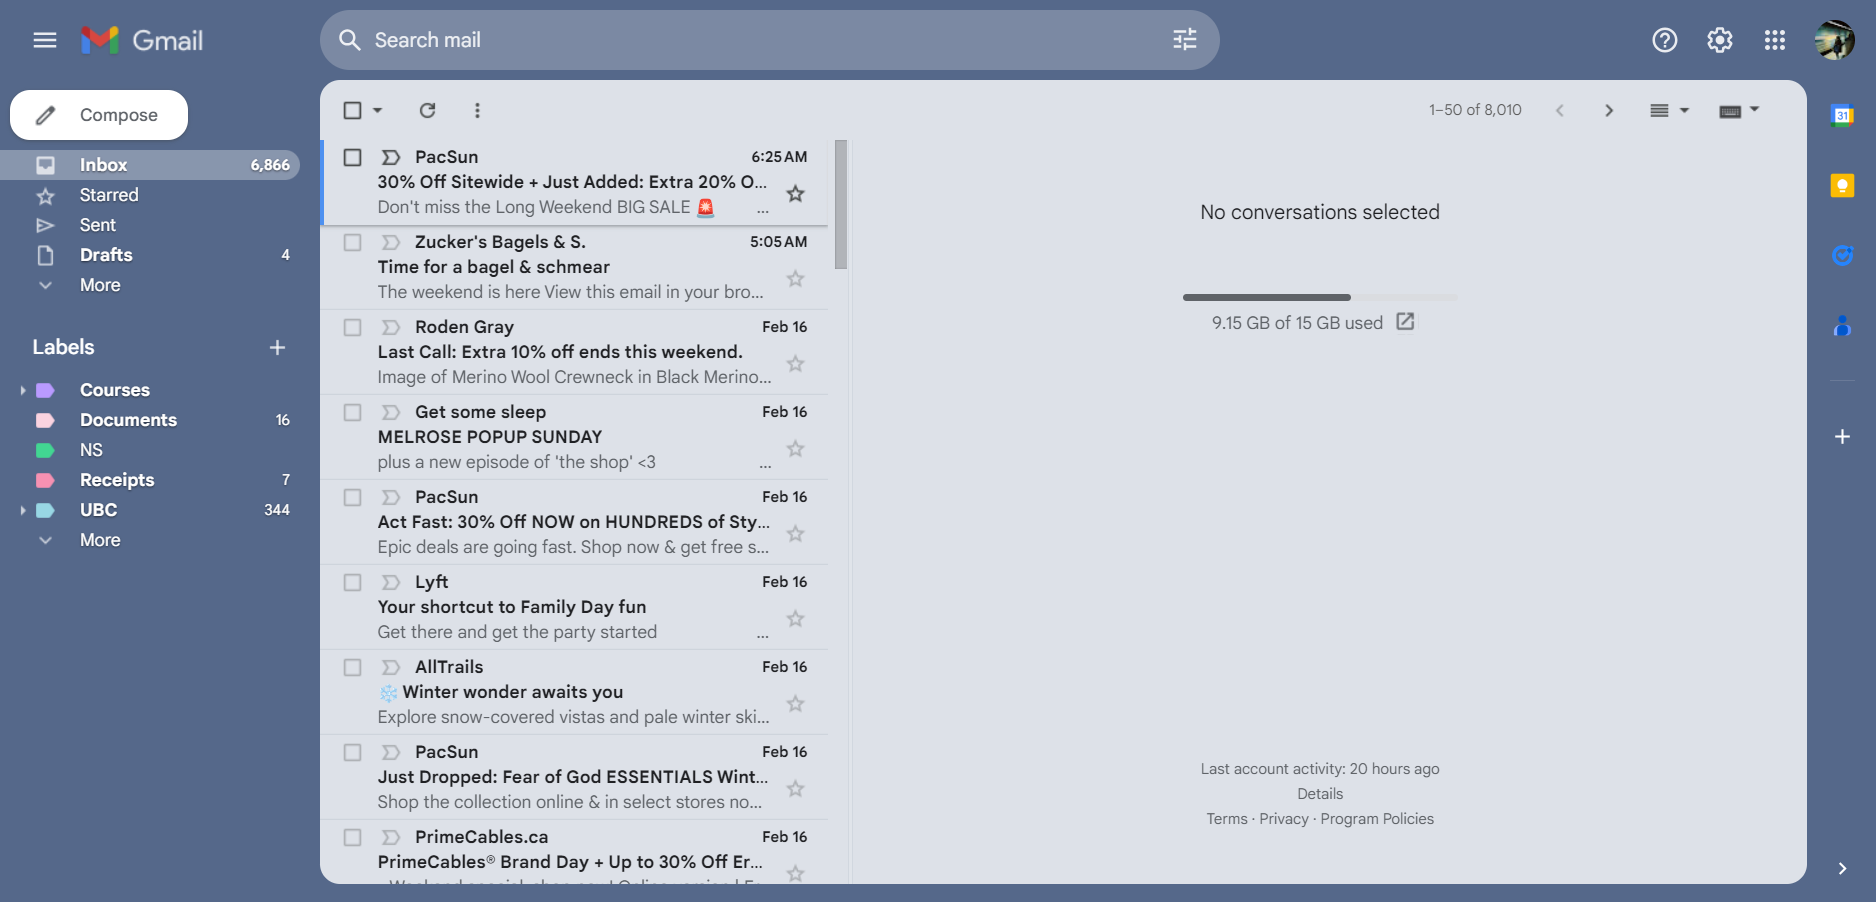 Gmail
Search mail
Compose
Inbox 6,866
Starred
Sent
Drafts 4
More
Labels
Courses
Documents 16
NS
Receipts 7
UBC 344
More
1–50 of 8,010
PacSun 6:25 AM
30% Off Sitewide + Just Added: Extra 20% O...
Don't miss the Long Weekend BIG SALE 🚨 ...
Zucker's Bagels & S. 5:05 AM
Time for a bagel & schmear
The weekend is here View this email in your bro...
Roden Gray Feb 16
Last Call: Extra 10% off ends this weekend.
Image of Merino Wool Crewneck in Black Merino...
Get some sleep Feb 16
MELROSE POPUP SUNDAY
plus a new episode of 'the shop' <3 ...
PacSun Feb 16
Act Fast: 30% Off NOW on HUNDREDS of Sty...
Epic deals are going fast. Shop now & get free s...
Lyft Feb 16
Your shortcut to Family Day fun
Get there and get the party started ...
AllTrails Feb 16
❄️ Winter wonder awaits you
Explore snow-covered vistas and pale winter ski...
PacSun Feb 16
Just Dropped: Fear of God ESSENTIALS Wint...
Shop the collection online & in select stores no...
PrimeCables.ca Feb 16
PrimeCables® Brand Day + Up to 30% Off Er...
No conversations selected
9.15 GB of 15 GB used
Last account activity: 20 hours ago
Details
Terms · Privacy · Program Policies
31